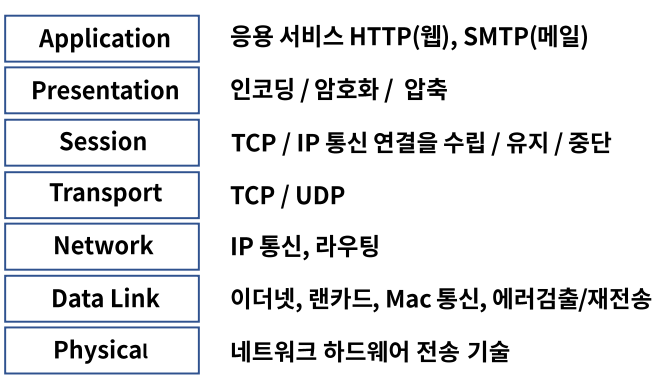 Application 응용 서비스 HTTP(웹), SMTP(메일)
Presentation 인코딩 / 암호화 / 압축
Session TCP / IP 통신 연결을 수립 / 유지 / 중단
Transport TCP / UDP
Network IP 통신, 라우팅
Data Link 이더넷, 랜카드, Mac 통신, 에러검출/재전송
Physical 네트워크 하드웨어 전송 기술